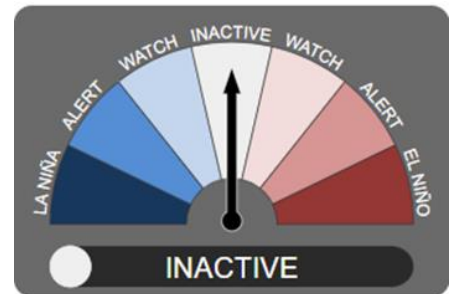 LA NIÑA
ALERT
WATCH
INACTIVE
WATCH
ALERT
EL NIÑO
INACTIVE